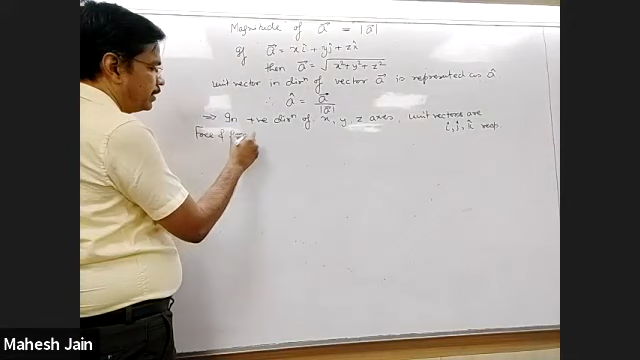 Magnitude of a⃗ = |a⃗|
If a⃗ = xî + yĵ + zk̂
then a⃗ = √x²+y²+z²
unit vector in dirⁿ of vector a⃗ is represented as â
∴ â = a⃗/|a⃗|
⇒ In +ve dirⁿ of x, y, z axes, unit vectors are
î, ĵ, k̂ resp.
Free &
Mahesh Jain